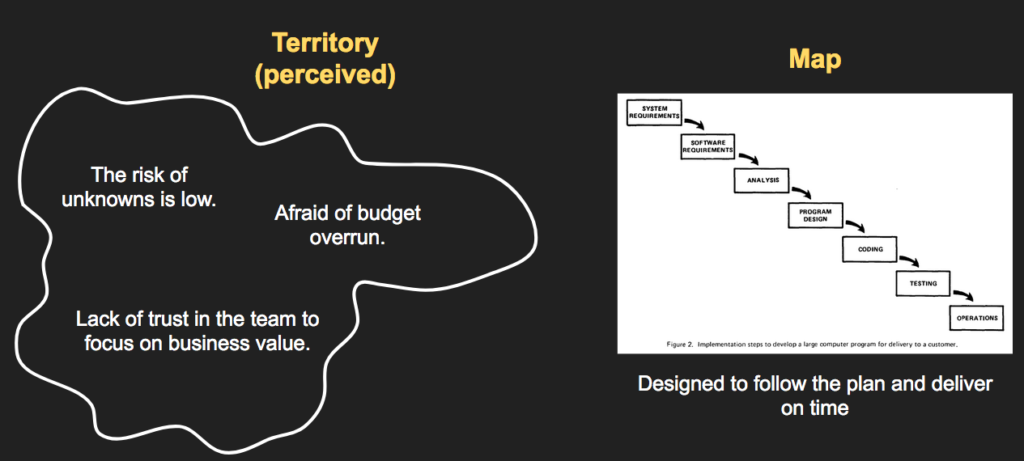 Territory
(perceived)
The risk of
unknowns is low.
Afraid of budget
overrun.
Lack of trust in the team to
focus on business value.
Map
SYSTEM
REQUIREMENTS
SOFTWARE
REQUIREMENTS
ANALYSIS
PROGRAM
DESIGN
CODING
TESTING
OPERATIONS
Figure 2. Implementation steps to develop a large computer program for delivery to a customer.
Designed to follow the plan and deliver
on time